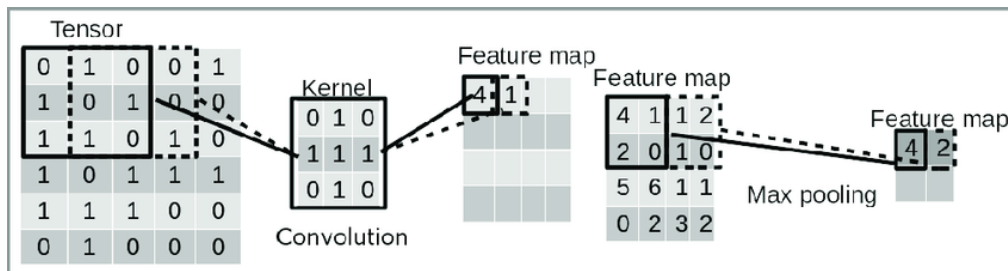 Tensor
0 1 0 0 1
1 0 1 0 0
1 1 0 1 0
1 0 1 1 1
1 1 1 0 0
0 1 0 0 0
Kernel
0 1 0
1 1 1
0 1 0
Convolution
Feature map
4 1
Feature map
4 1 1 2
2 0 1 0
5 6 1 1
0 2 3 2
Max pooling
Feature map
4 2